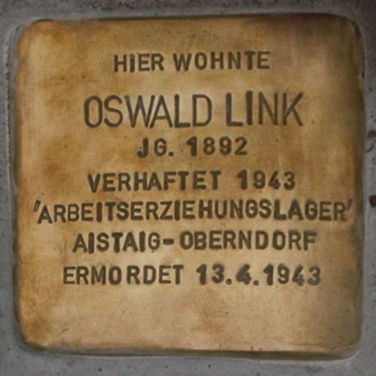 HIER WOHNTE
OSWALD LINK
JG. 1892
VERHAFTET 1943
'ARBEITSERZIEHUNGSLAGER'
AISTAIG-OBERNDORF
ERMORDET 13.4.1943